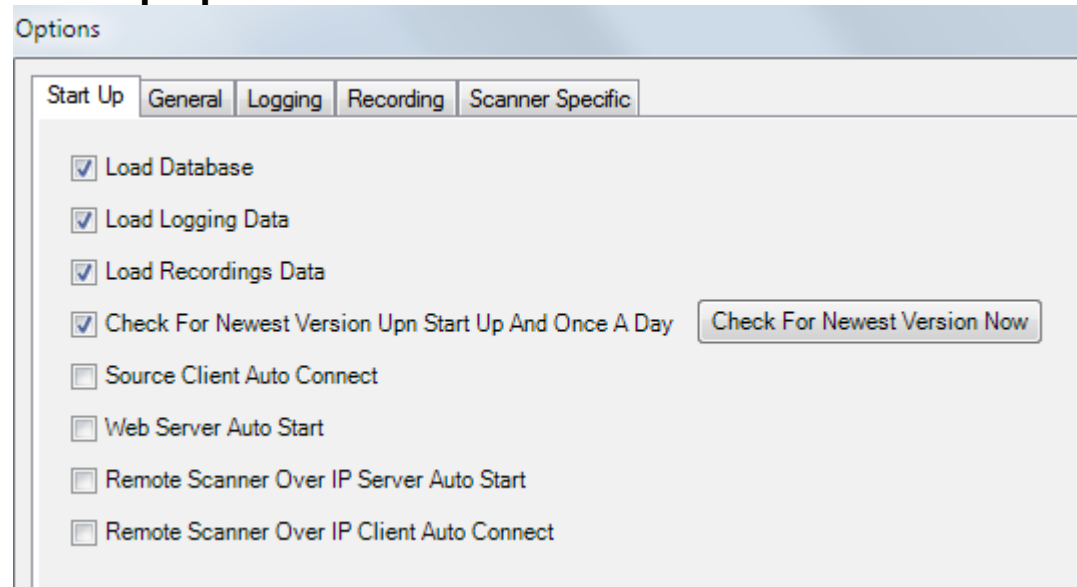 Options
Start Up General Logging Recording Scanner Specific
Load Database
Load Logging Data
Load Recordings Data
Check For Newest Version Upn Start Up And Once A Day Check For Newest Version Now
Source Client Auto Connect
Web Server Auto Start
Remote Scanner Over IP Server Auto Start
Remote Scanner Over IP Client Auto Connect